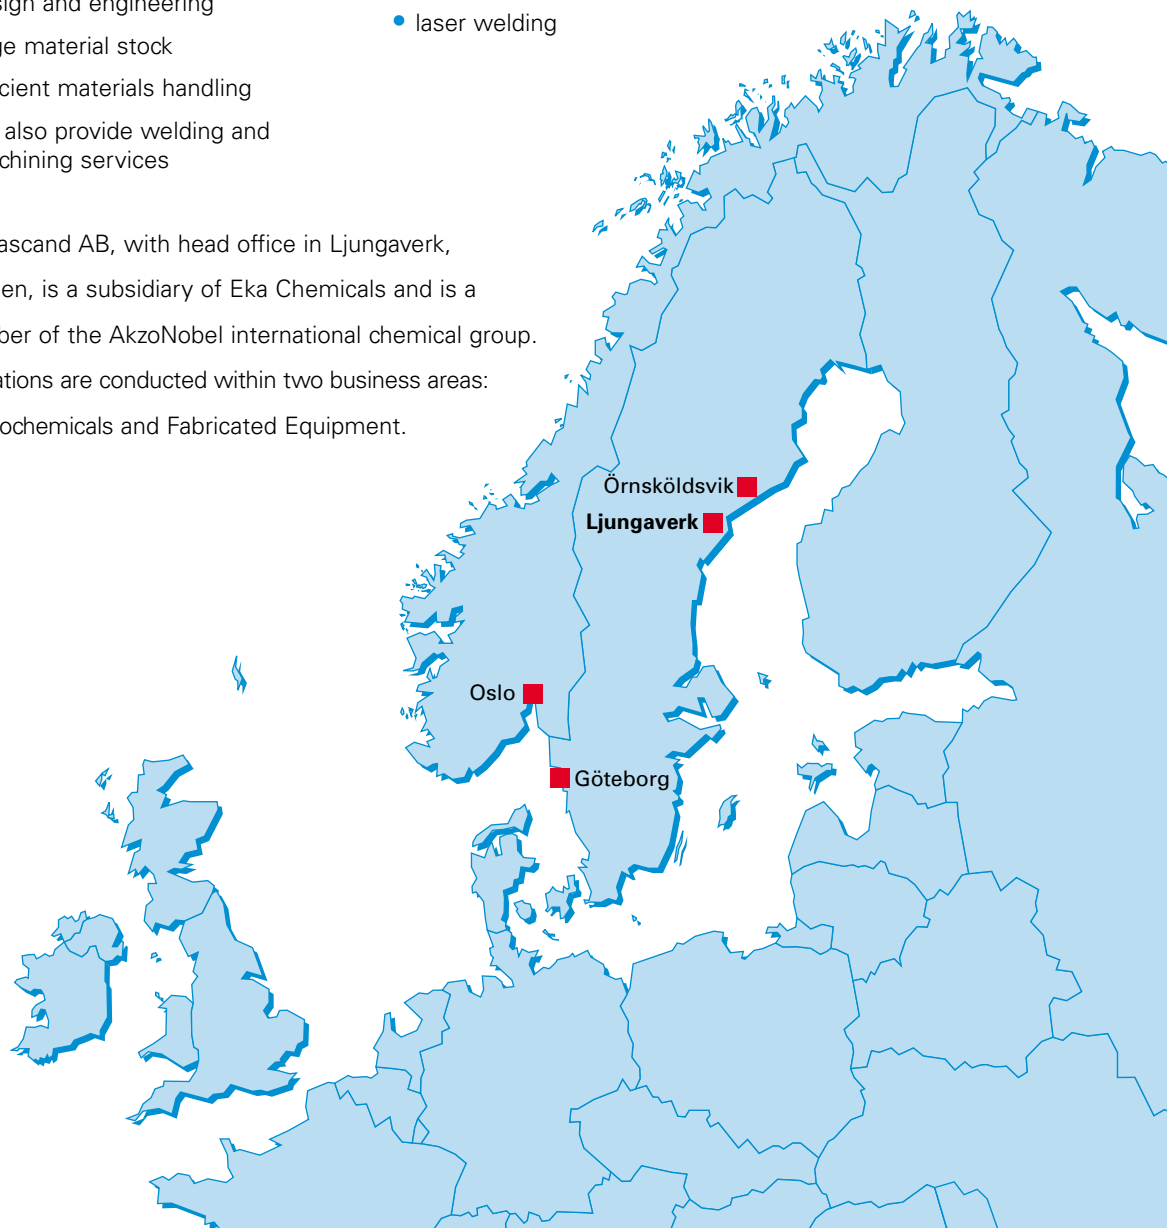 sign and engineering
ge material stock
cient materials handling
also provide welding and
chining services
• laser welding
ascand AB, with head office in Ljungaverk,
en, is a subsidiary of Eka Chemicals and is a
ber of the AkzoNobel international chemical group.
ations are conducted within two business areas:
ochemicals and Fabricated Equipment.
Örnsköldsvik
Ljungaverk
Oslo
Göteborg